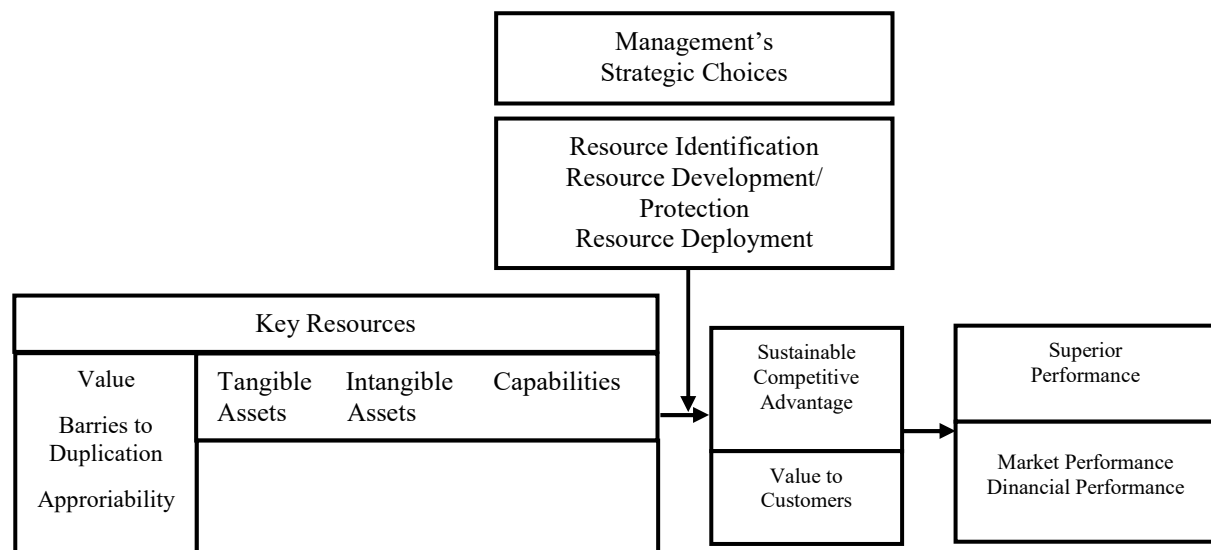 Management’s
Strategic Choices
Resource Identification
Resource Development/
Protection
Resource Deployment
Key Resources
Value
Barries to
Duplication
Approriability
Tangible
Assets
Intangible
Assets
Capabilities
Sustainable
Competitive
Advantage
Value to
Customers
Superior
Performance
Market Performance
Dinancial Performance